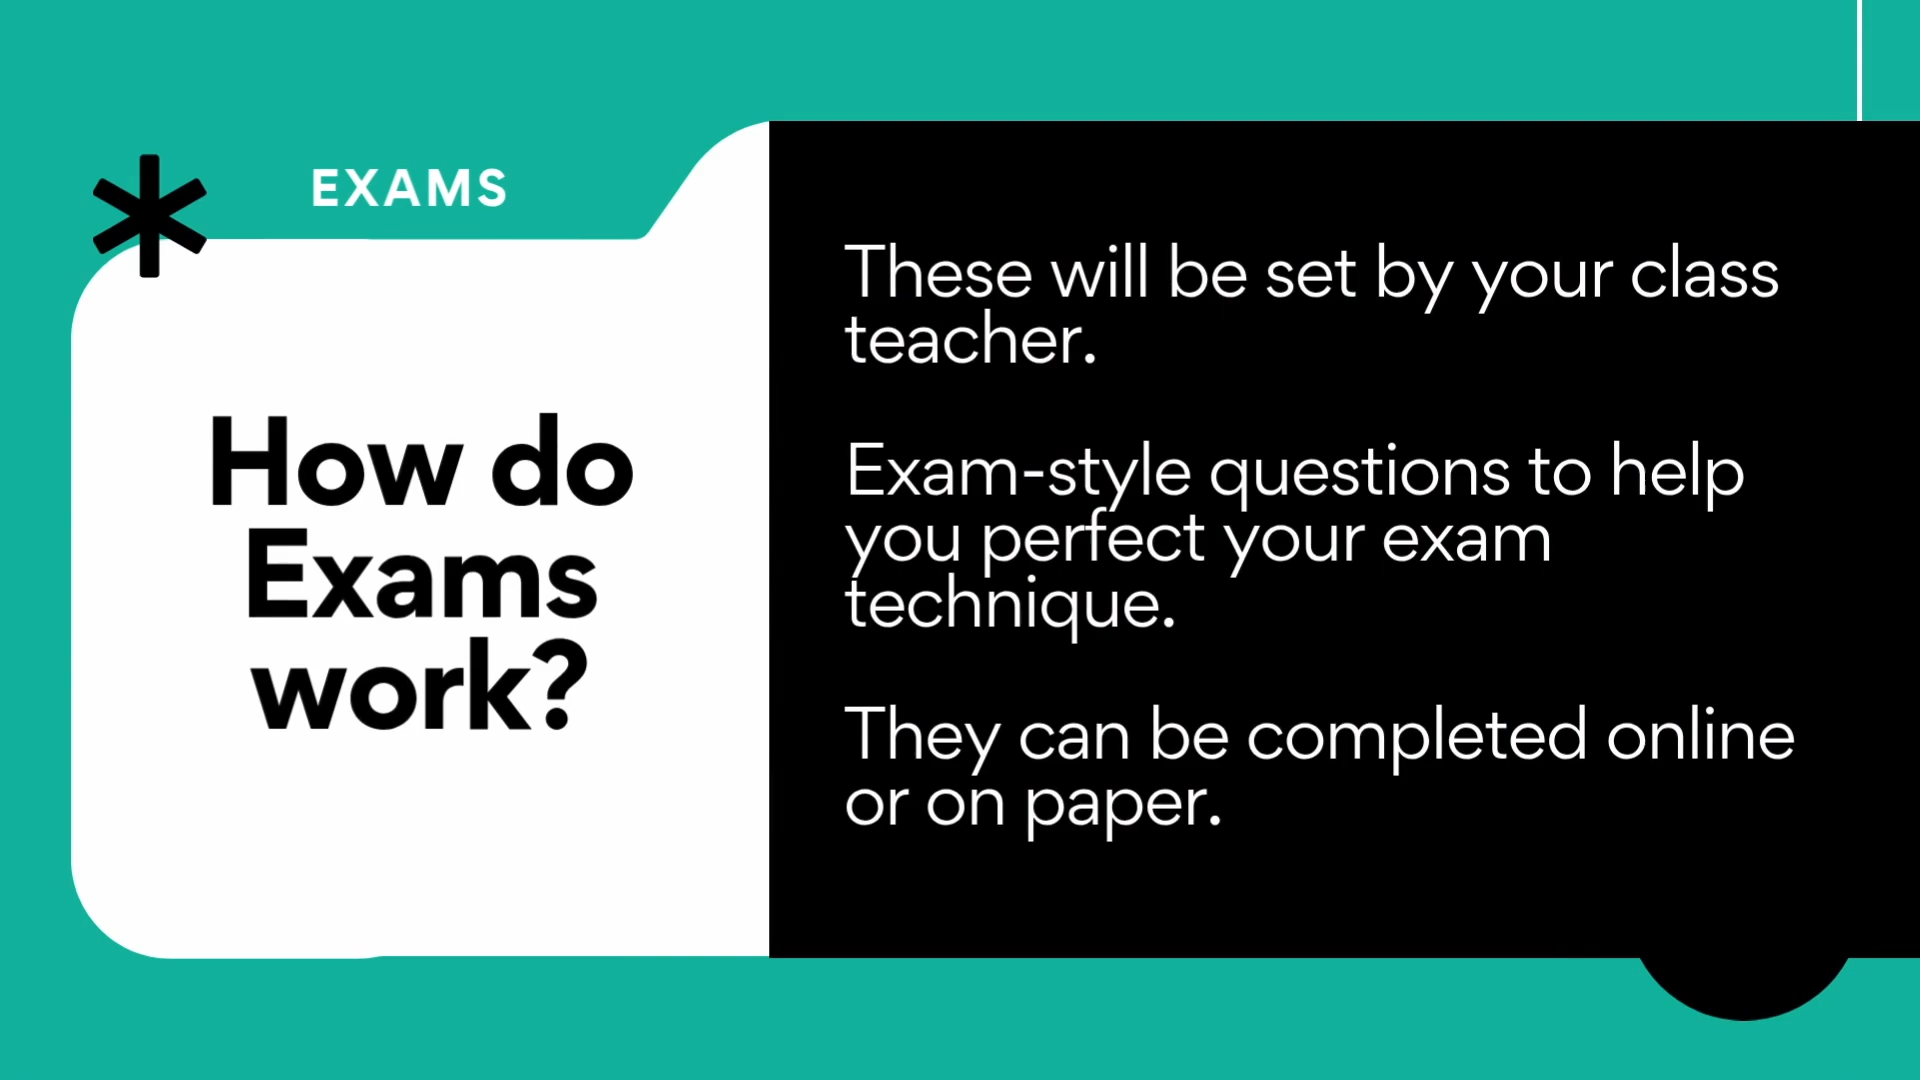 EXAMS
How do
Exams
work?
These will be set by your class
teacher.
Exam-style questions to help
you perfect your exam
technique.
They can be completed online
or on paper.